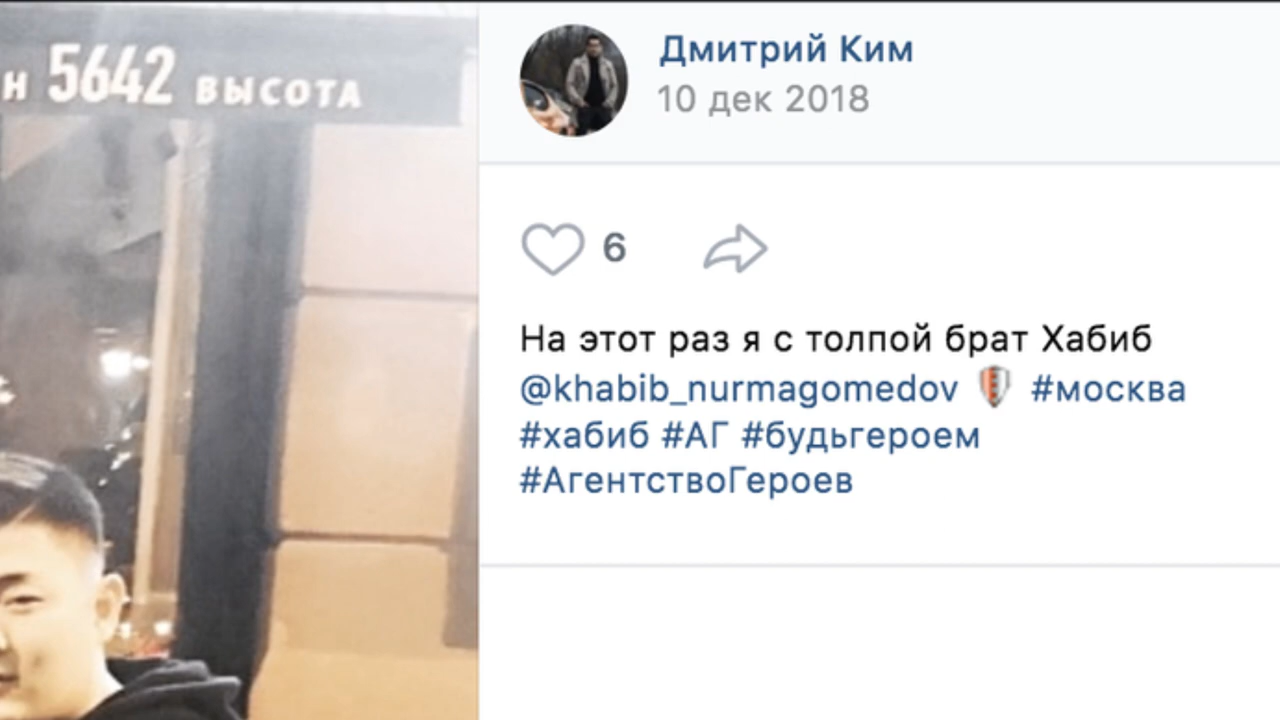 н 5642 ВЫСОТА
Дмитрий Ким
10 дек 2018
6
На этот раз я с толпой брат Хабиб
@khabib_nurmagomedov #москва
#хабиб #АГ #будьгероем
#АгентствоГероев